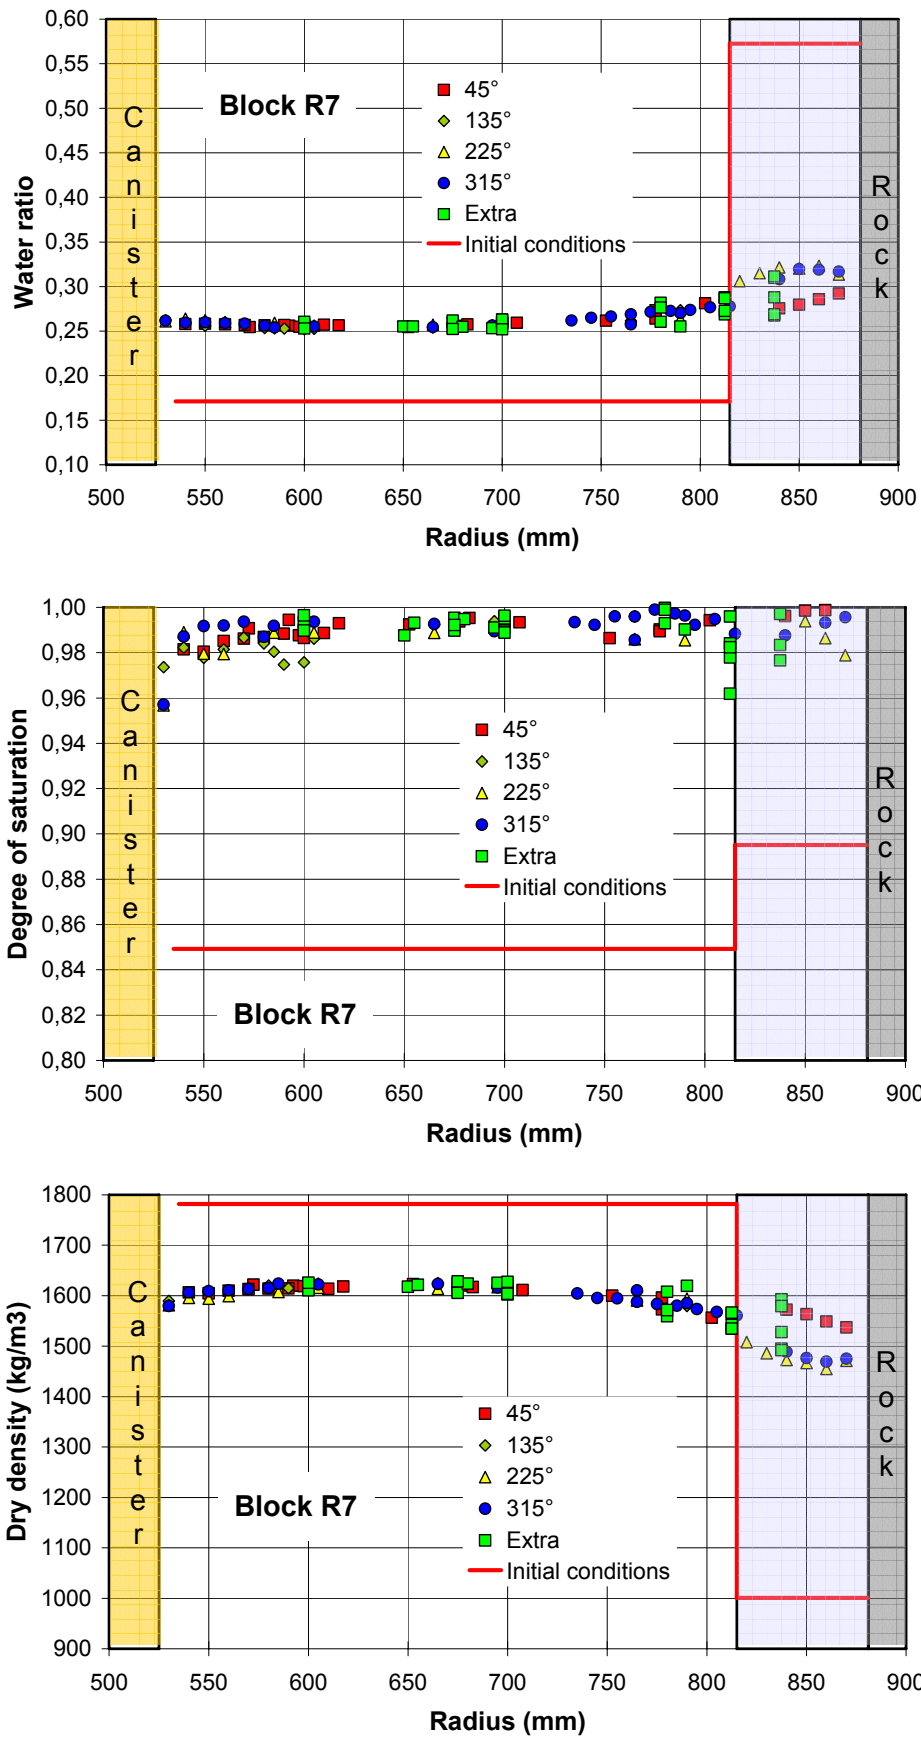 0,60
0,55
0,50
0,45
0,40
0,35
0,30
0,25
0,20
0,15
0,10
Water ratio
Canister
Block R7
45°
135°
225°
315°
Extra
Initial conditions
Rock
500 550 600 650 700 750 800 850 900
Radius (mm)
1,00
0,98
0,96
0,94
0,92
0,90
0,88
0,86
0,84
0,82
0,80
Degree of saturation
Canister
45°
135°
225°
315°
Extra
Initial conditions
Block R7
Rock
500 550 600 650 700 750 800 850 900
Radius (mm)
1800
1700
1600
1500
1400
1300
1200
1100
1000
900
Dry density (kg/m3)
Canister
45°
135°
225°
315°
Extra
Initial conditions
Block R7
Rock
500 550 600 650 700 750 800 850 900
Radius (mm)